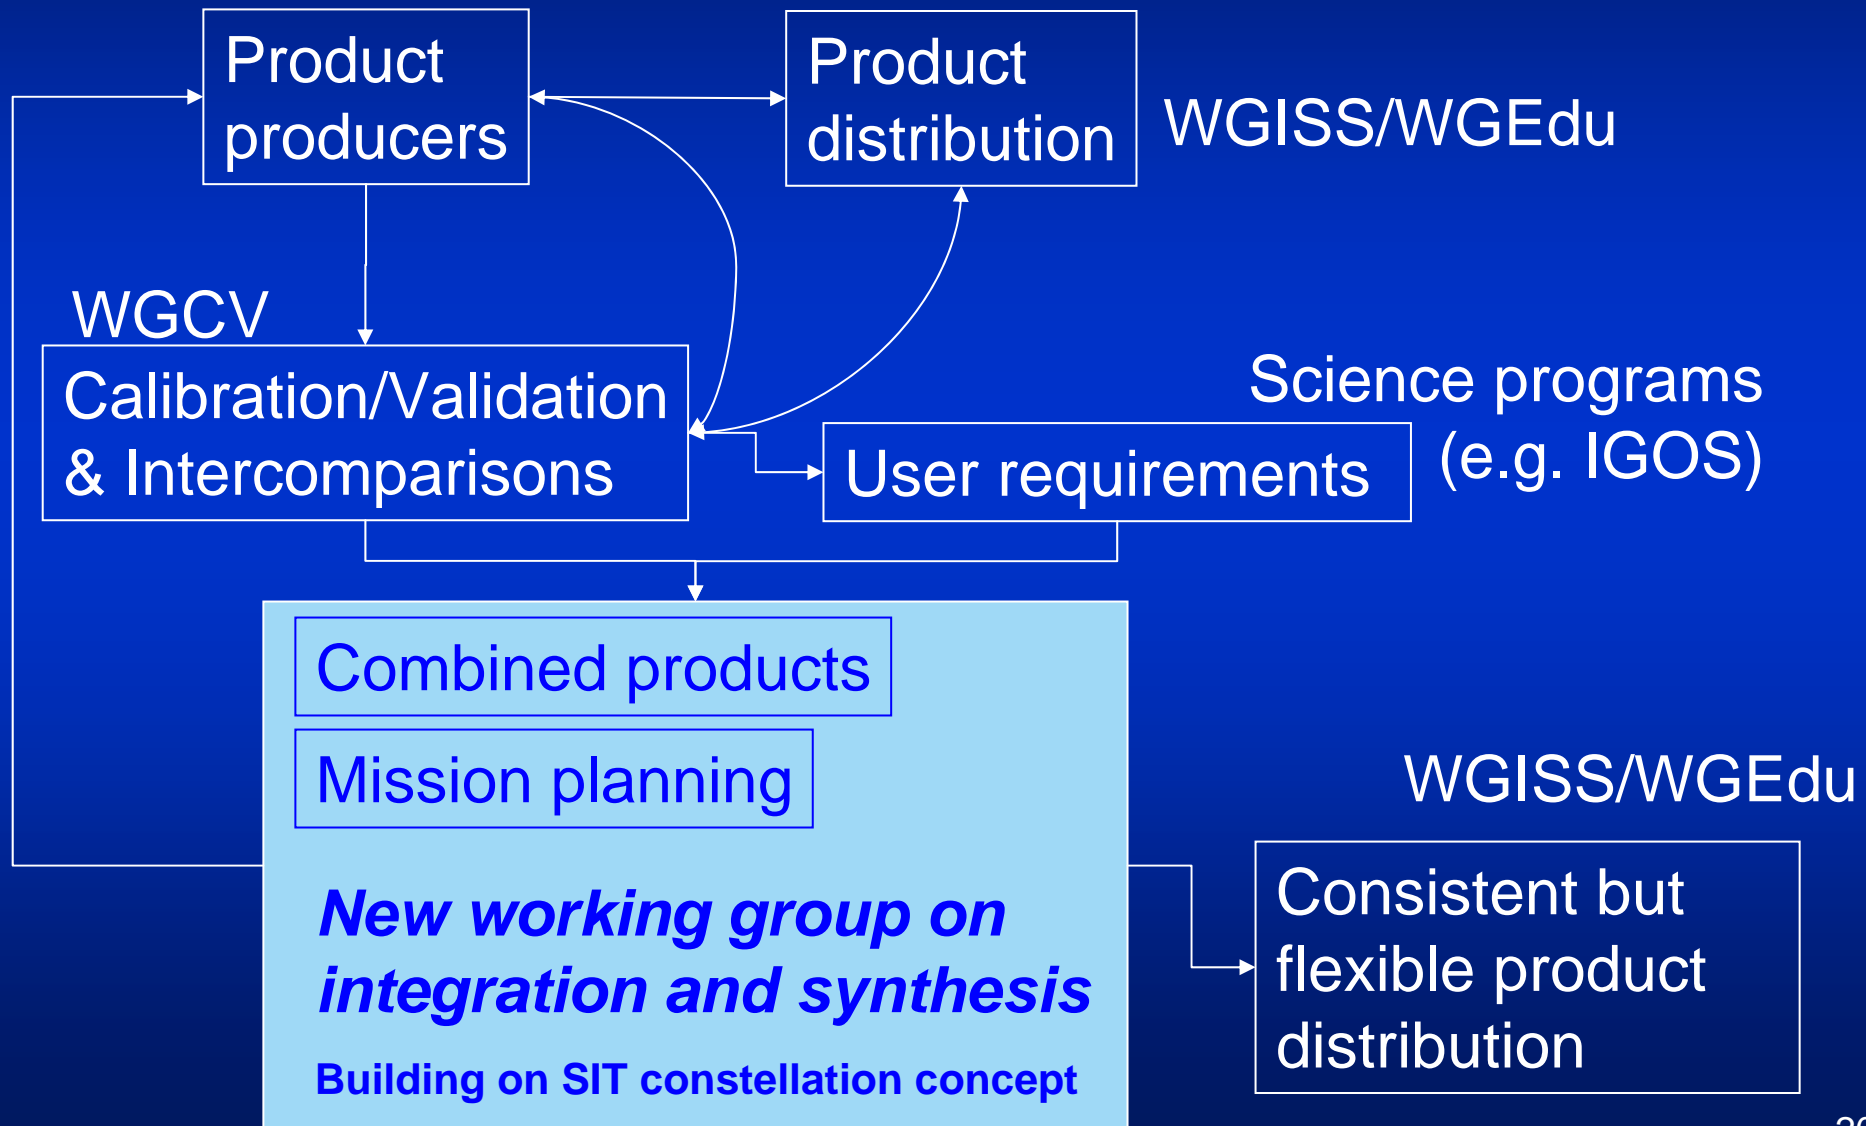 Product
producers
Product
distribution
WGISS/WGEdu
WGCV
Calibration/Validation
& Intercomparisons
Science programs
(e.g. IGOS)
User requirements
Combined products
Mission planning
New working group on
integration and synthesis
Building on SIT constellation concept
WGISS/WGEdu
Consistent but
flexible product
distribution